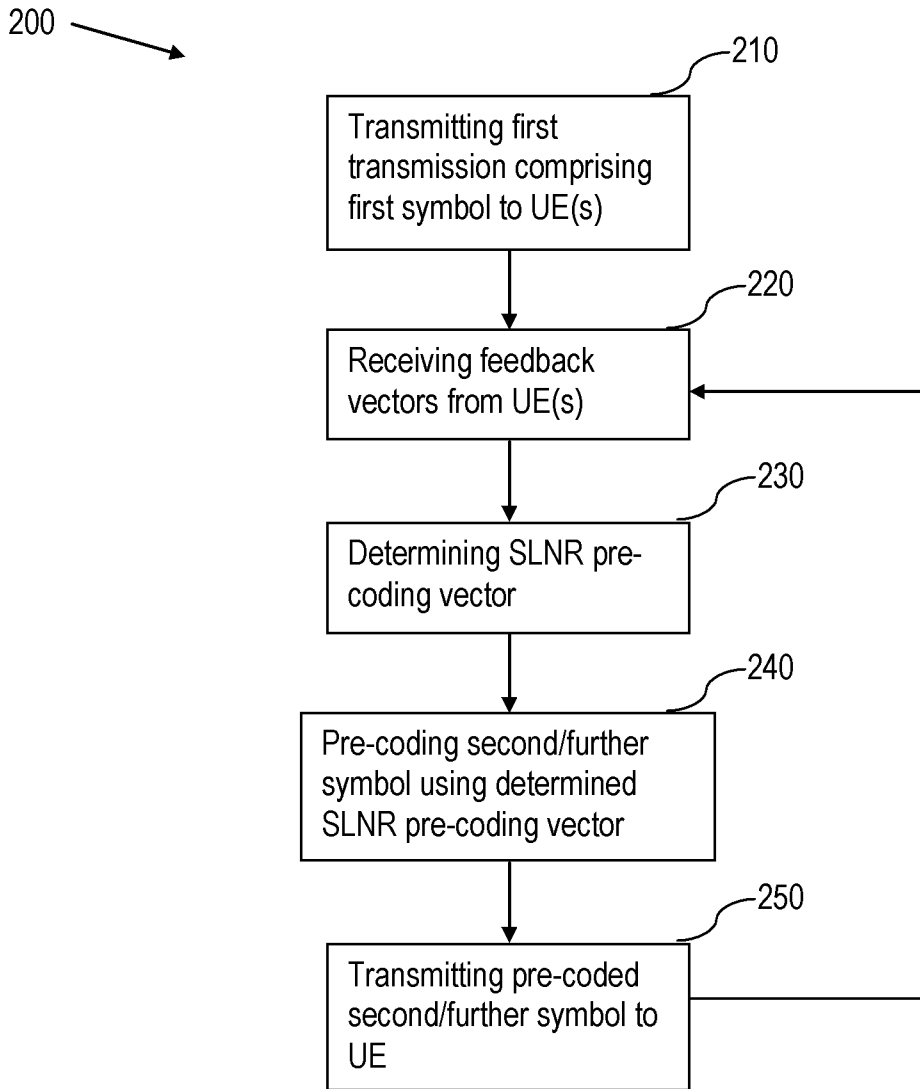 200
210
Transmitting first
transmission comprising
first symbol to UE(s)
220
Receiving feedback
vectors from UE(s)
230
Determining SLNR pre-
coding vector
240
Pre-coding second/further
symbol using determined
SLNR pre-coding vector
250
Transmitting pre-coded
second/further symbol to
UE